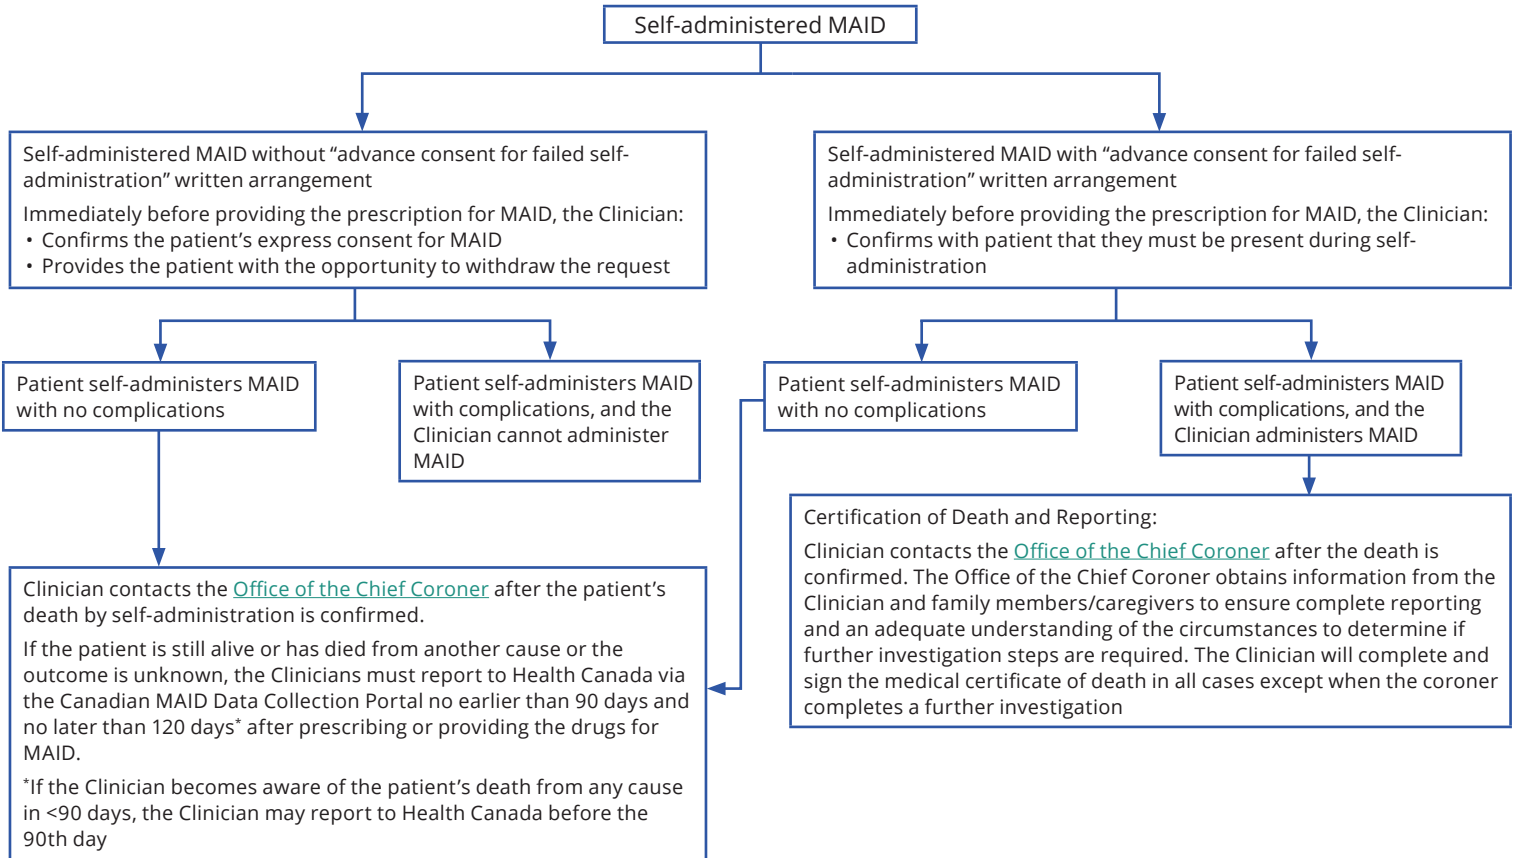 Self-administered MAID
Self-administered MAID without “advance consent for failed self-
administration” written arrangement
Immediately before providing the prescription for MAID, the Clinician:
• Confirms the patient’s express consent for MAID
• Provides the patient with the opportunity to withdraw the request
Self-administered MAID with “advance consent for failed self-
administration” written arrangement
Immediately before providing the prescription for MAID, the Clinician:
• Confirms with patient that they must be present during self-
administration
Patient self-administers MAID
with no complications
Patient self-administers MAID
with complications, and the
Clinician cannot administer
MAID
Patient self-administers MAID
with no complications
Patient self-administers MAID
with complications, and the
Clinician administers MAID
Clinician contacts the Office of the Chief Coroner after the patient’s
death by self-administration is confirmed.
If the patient is still alive or has died from another cause or the
outcome is unknown, the Clinicians must report to Health Canada via
the Canadian MAID Data Collection Portal no earlier than 90 days and
no later than 120 days* after prescribing or providing the drugs for
MAID.
*If the Clinician becomes aware of the patient’s death from any cause
in <90 days, the Clinician may report to Health Canada before the
90th day
Certification of Death and Reporting:
Clinician contacts the Office of the Chief Coroner after the death is
confirmed. The Office of the Chief Coroner obtains information from the
Clinician and family members/caregivers to ensure complete reporting
and an adequate understanding of the circumstances to determine if
further investigation steps are required. The Clinician will complete and
sign the medical certificate of death in all cases except when the coroner
completes a further investigation